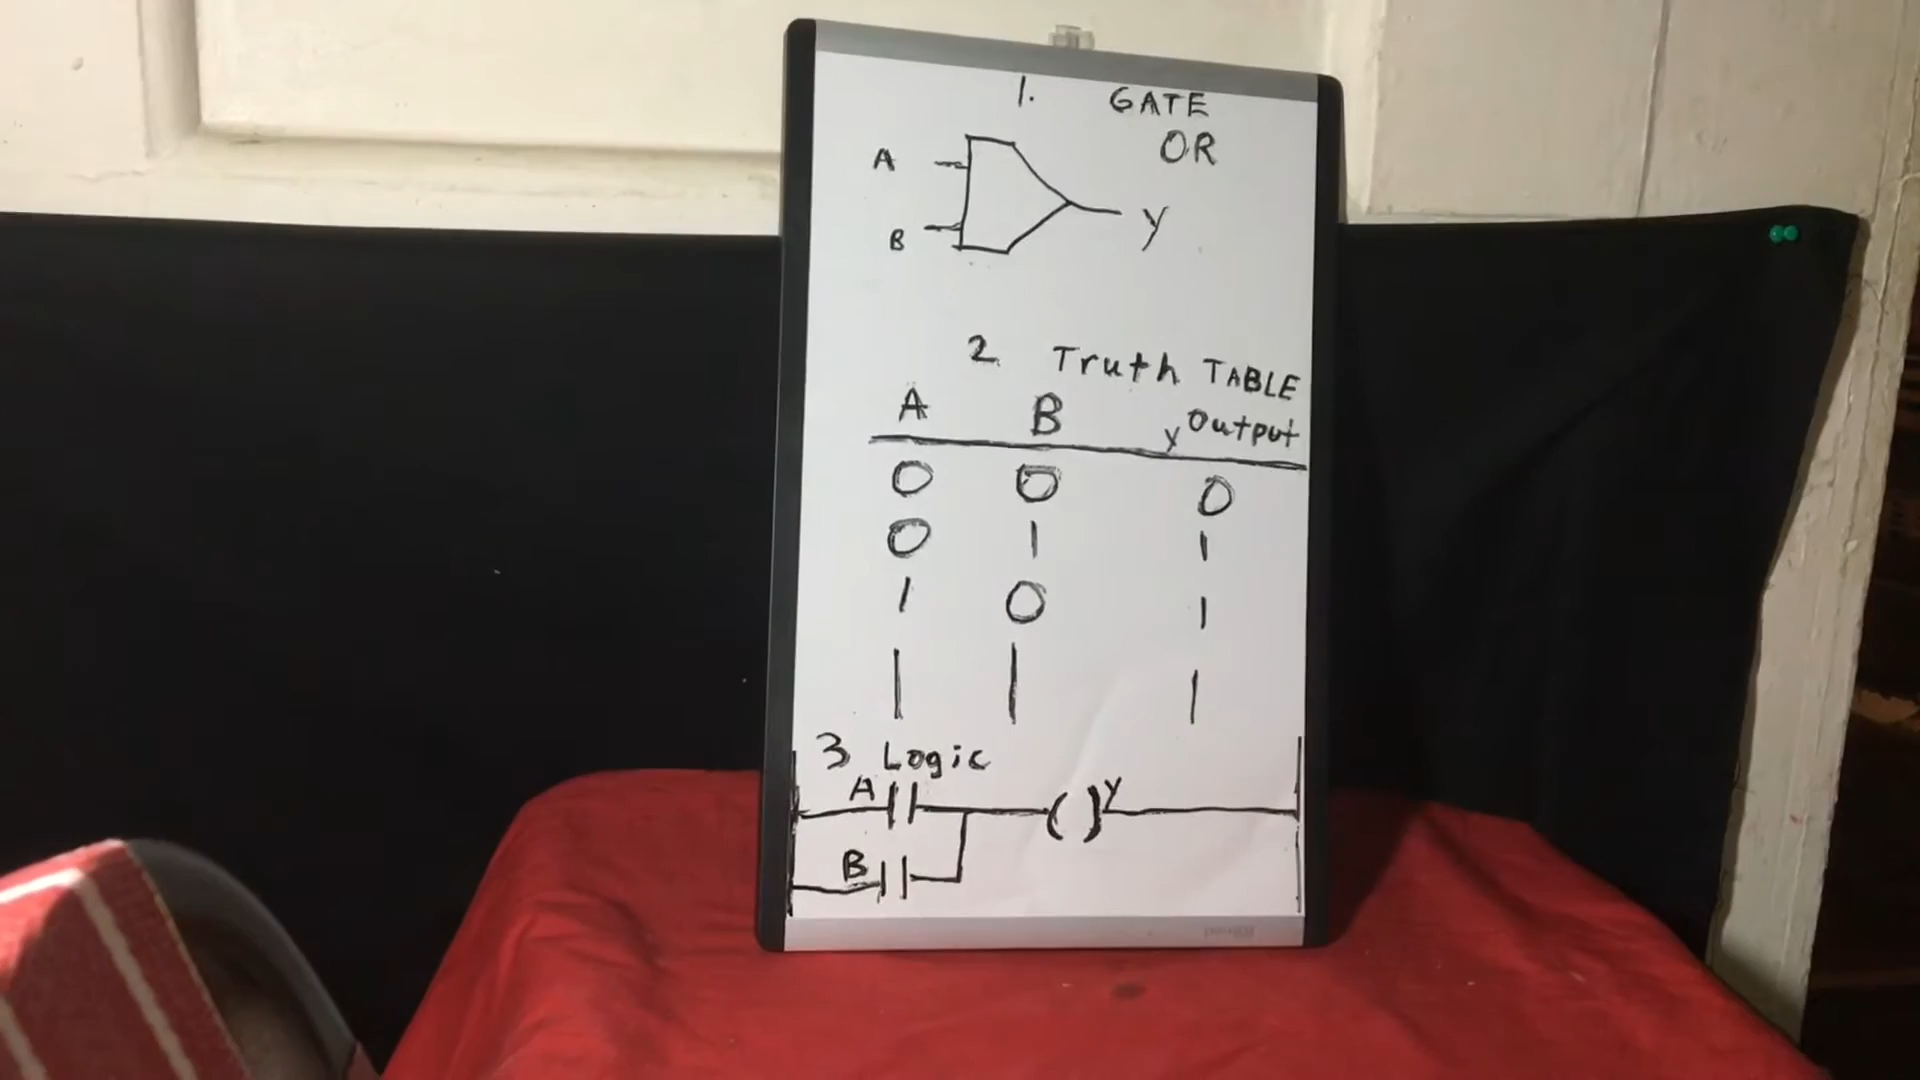 1. GATE
OR
A
B
Y
2 Truth TABLE
A B Y Output
0 0 0
0 1 1
1 0 1
1 1 1
3 Logic
A Y
B